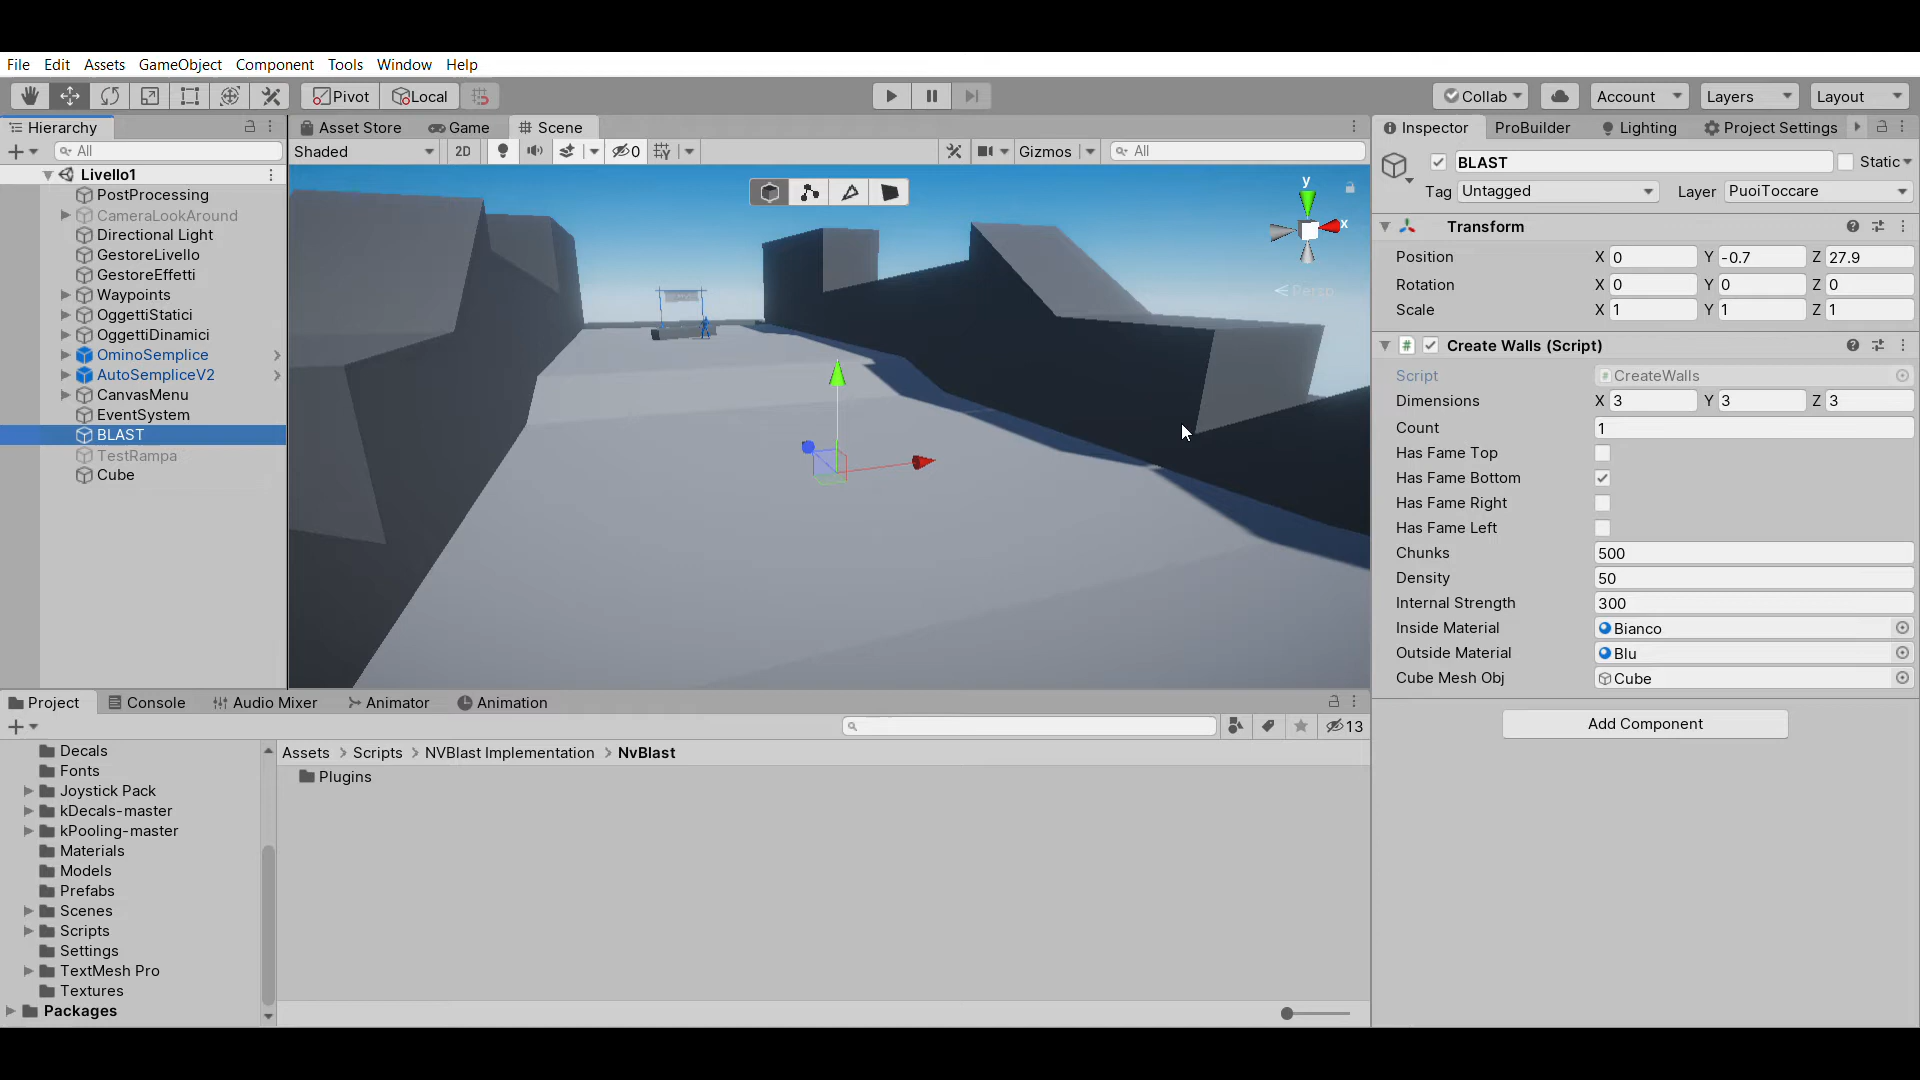 File Edit Assets GameObject Component Tools Window Help
Pivot Local Collab Account Layers Layout
Hierarchy
All
Livello1
PostProcessing
CameraLookAround
Directional Light
GestoreLivello
GestoreEffetti
Waypoints
OggettiStatici
OggettiDinamici
OminoSemplice
AutoSempliceV2
CanvasMenu
EventSystem
BLAST
TestRampa
Cube
Asset Store Game Scene
Shaded 2D 0 Gizmos All
y
x
Persp
Inspector ProBuilder Lighting Project Settings
BLAST Static
Tag Untagged Layer PuoiToccare
Transform
Position X 0 Y -0.7 Z 27.9
Rotation X 0 Y 0 Z 0
Scale X 1 Y 1 Z 1
Create Walls (Script)
Script CreateWalls
Dimensions X 3 Y 3 Z 3
Count 1
Has Fame Top
Has Fame Bottom
Has Fame Right
Has Fame Left
Chunks 500
Density 50
Internal Strength 300
Inside Material Bianco
Outside Material Blu
Cube Mesh Obj Cube
Add Component
Project Console Audio Mixer Animator Animation
13
Decals
Fonts
Joystick Pack
kDecals-master
kPooling-master
Materials
Models
Prefabs
Scenes
Scripts
Settings
TextMesh Pro
Textures
Packages
Assets > Scripts > NVBlast Implementation > NvBlast
Plugins